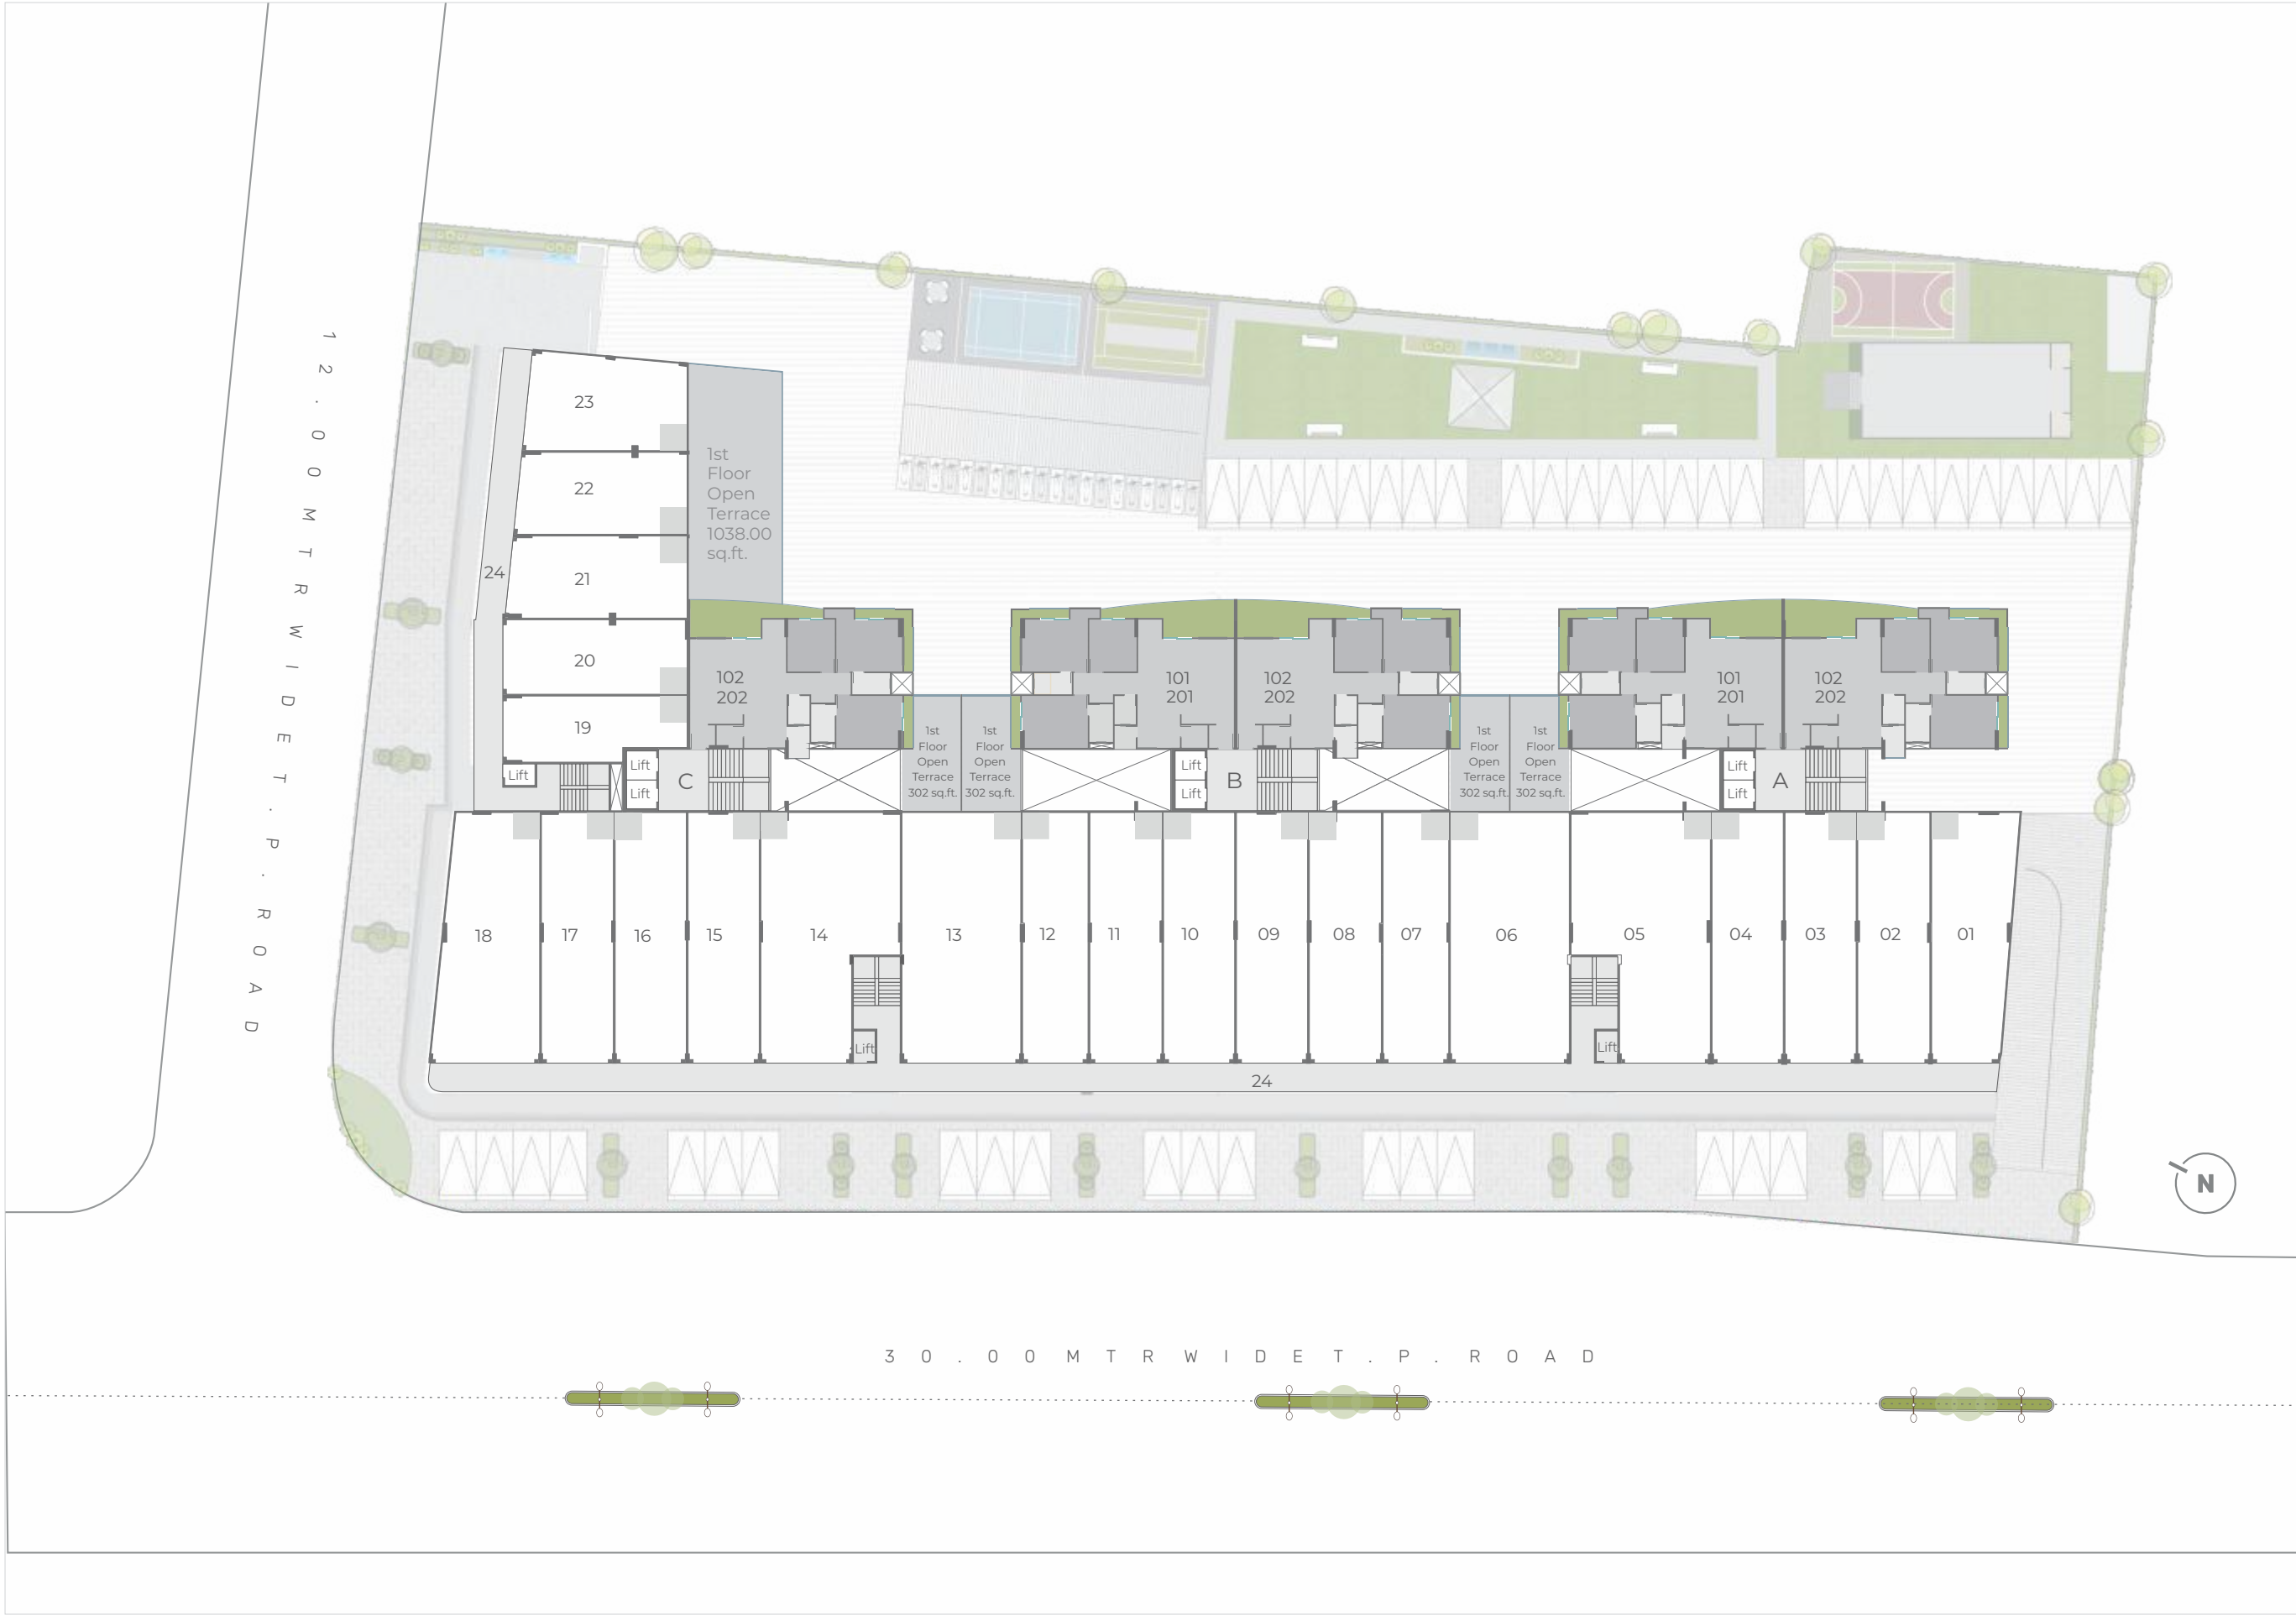 12.00 MTR WIDE T.P. ROAD
23
22
21
20
19
24
1st
Floor
Open
Terrace
1038.00
sq.ft.
102
202
101
201
102
202
101
201
102
202
1st
Floor
Open
Terrace
302 sq.ft.
1st
Floor
Open
Terrace
302 sq.ft.
1st
Floor
Open
Terrace
302 sq.ft.
1st
Floor
Open
Terrace
302 sq.ft.
Lift
Lift
Lift
C
Lift
Lift
B
Lift
Lift
A
18
17
16
15
14
13
12
11
10
09
08
07
06
05
04
03
02
01
Lift
Lift
24
N
30.00 MTR WIDE T.P. ROAD